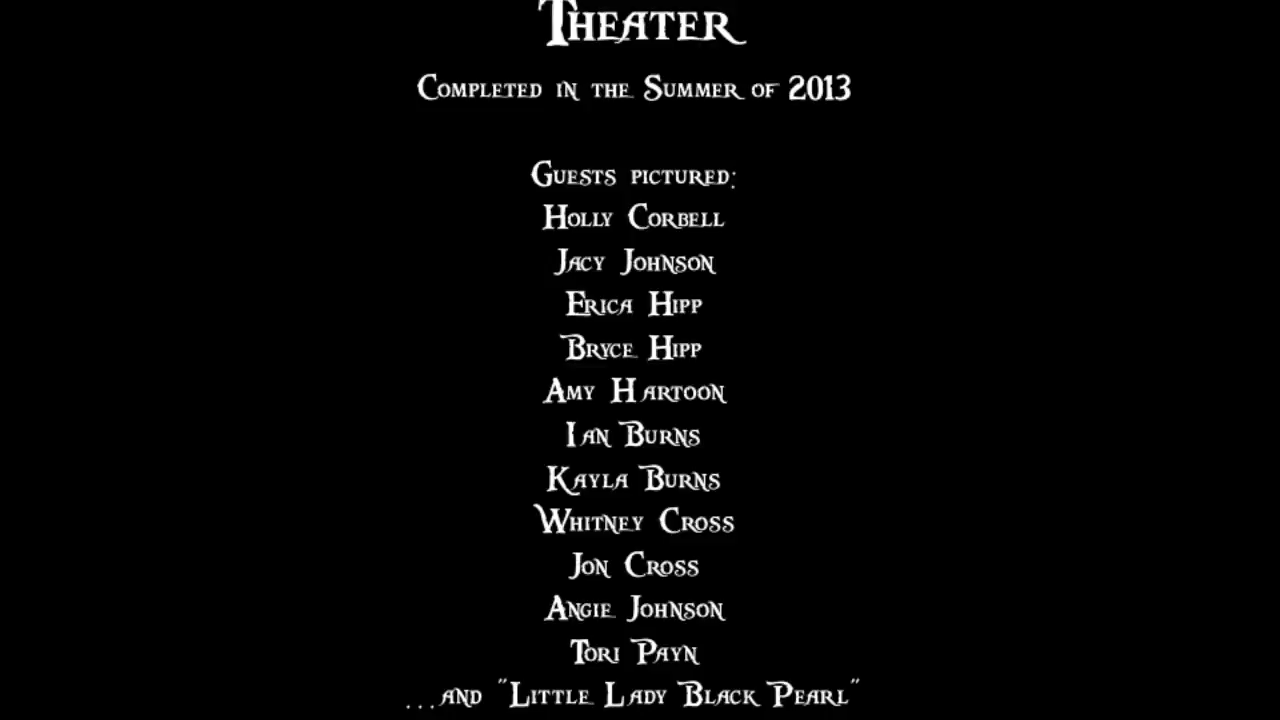 Theater
Completed in the Summer of 2013
Guests pictured:
Holly Corbell
Jacy Johnson
Erica Hipp
Bryce Hipp
Amy Hartoon
Ian Burns
Kayla Burns
Whitney Cross
Jon Cross
Angie Johnson
Tori Payn
...and "Little Lady Black Pearl"